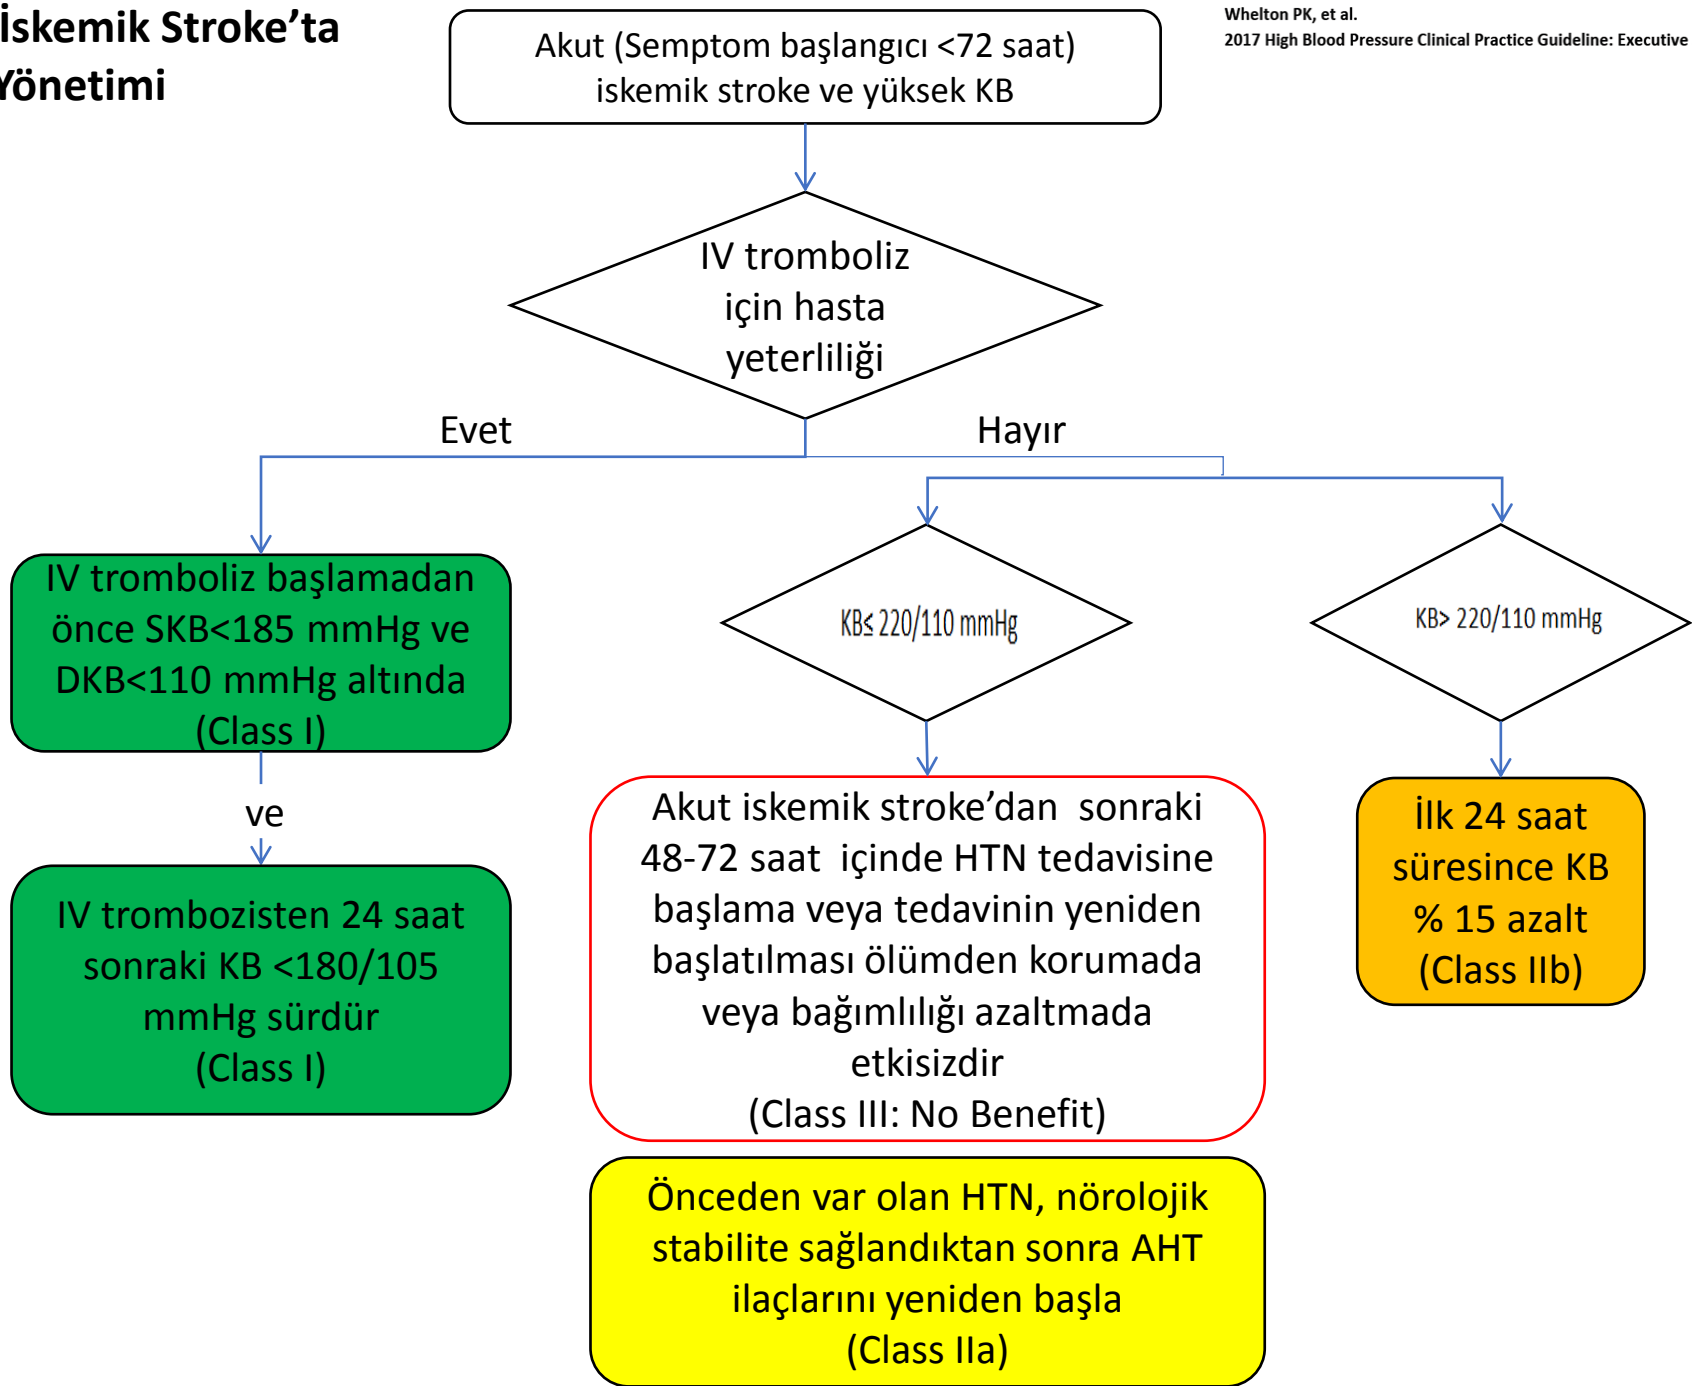 İskemik Stroke’ta
Yönetimi
Whelton PK, et al.
2017 High Blood Pressure Clinical Practice Guideline: Executive
Akut (Semptom başlangıcı <72 saat)
iskemik stroke ve yüksek KB
IV tromboliz
için hasta
yeterliliği
Evet
Hayır
IV tromboliz başlamadan
önce SKB<185 mmHg ve
DKB<110 mmHg altında
(Class I)
ve
IV trombozisten 24 saat
sonraki KB <180/105
mmHg sürdür
(Class I)
KB≤ 220/110 mmHg
Akut iskemik stroke’dan sonraki
48-72 saat içinde HTN tedavisine
başlama veya tedavinin yeniden
başlatılması ölümden korumada
veya bağımlılığı azaltmada
etkisizdir
(Class III: No Benefit)
Önceden var olan HTN, nörolojik
stabilite sağlandıktan sonra AHT
ilaçlarını yeniden başla
(Class IIa)
KB> 220/110 mmHg
İlk 24 saat
süresince KB
% 15 azalt
(Class IIb)